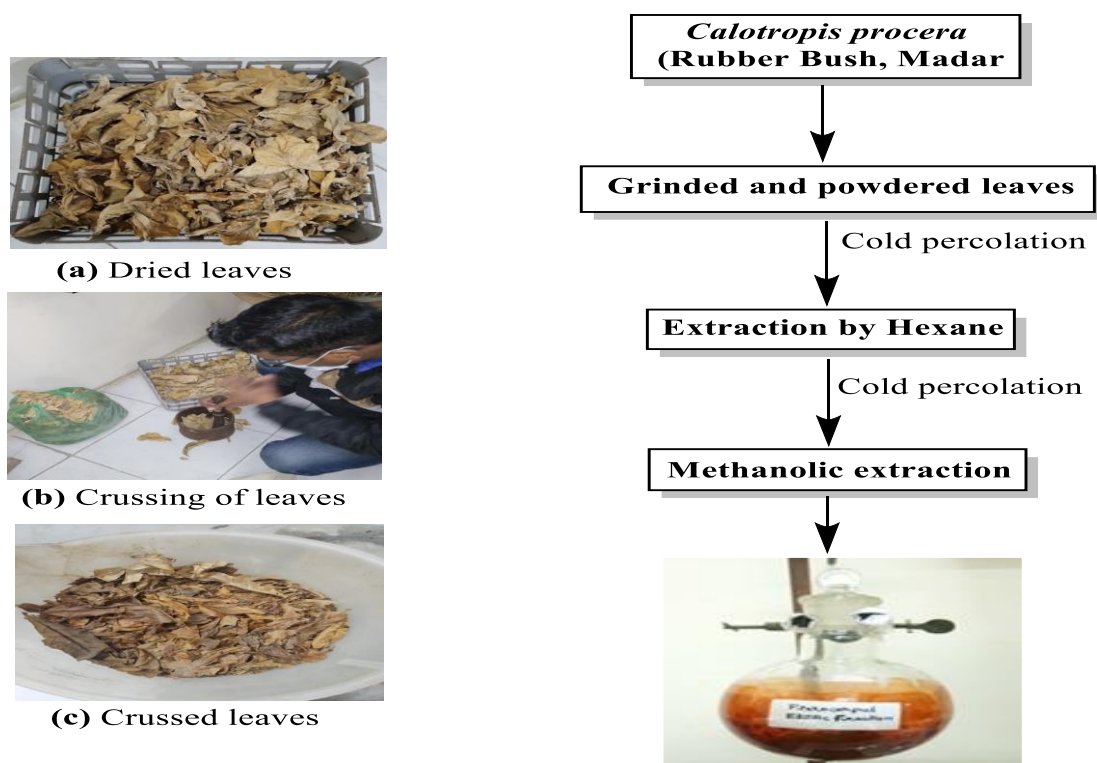 (a) Dried leaves
(b) Crussing of leaves
(c) Crussed leaves
Calotropis procera
(Rubber Bush, Madar
Grinded and powdered leaves
Cold percolation
Extraction by Hexane
Cold percolation
Methanolic extraction